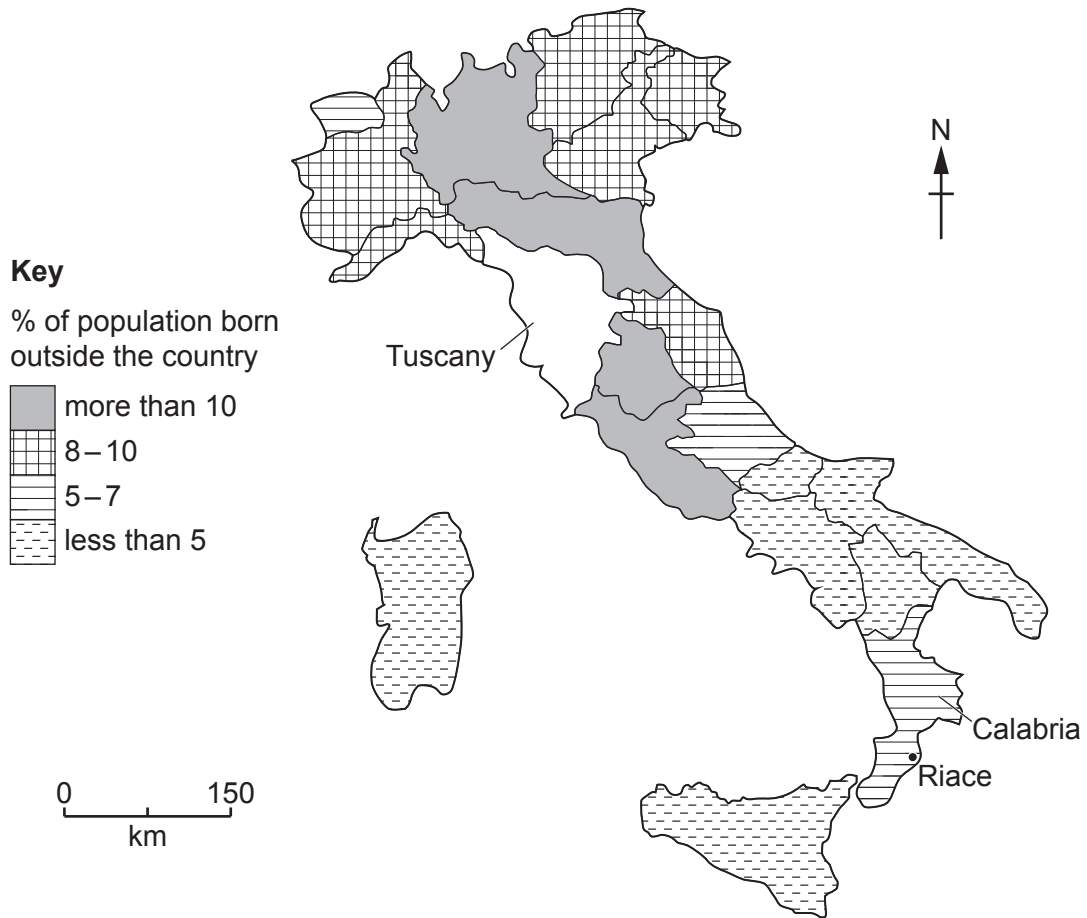 N
Key
% of population born
outside the country
more than 10
8–10
5–7
less than 5
Tuscany
Calabria
Riace
0 150
km